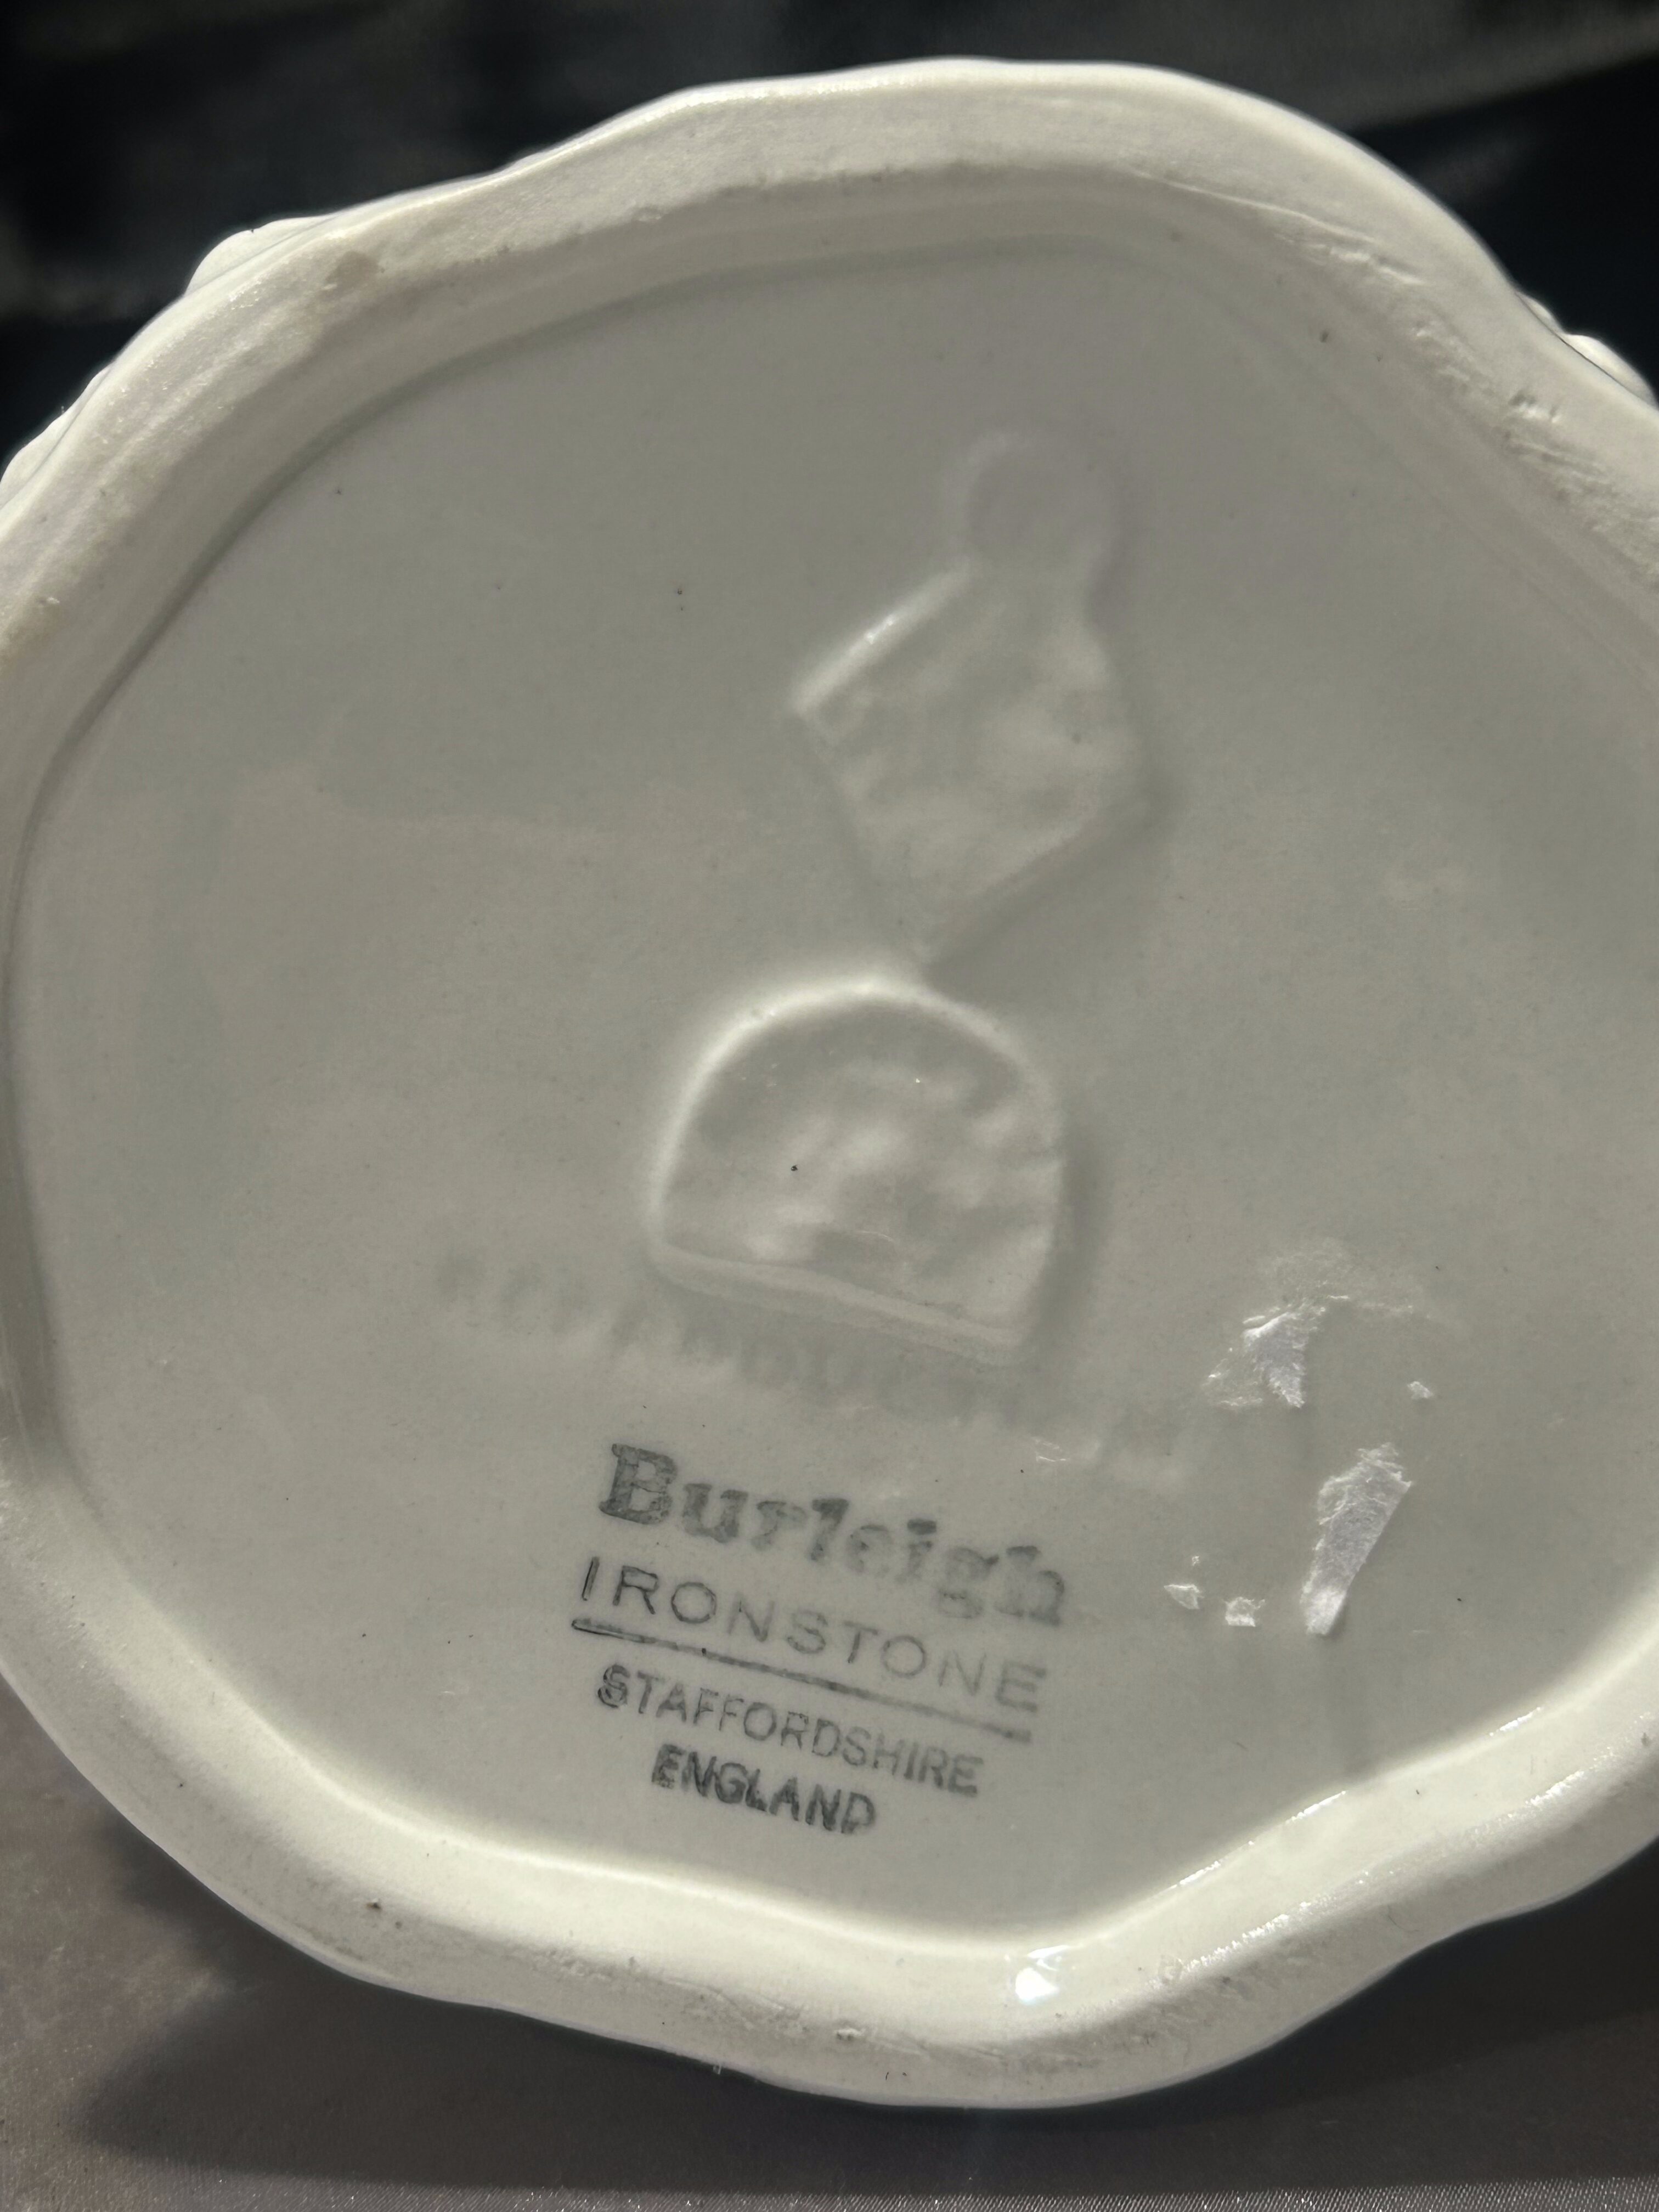 Burleigh
IRONSTONE
STAFFORDSHIRE
ENGLAND